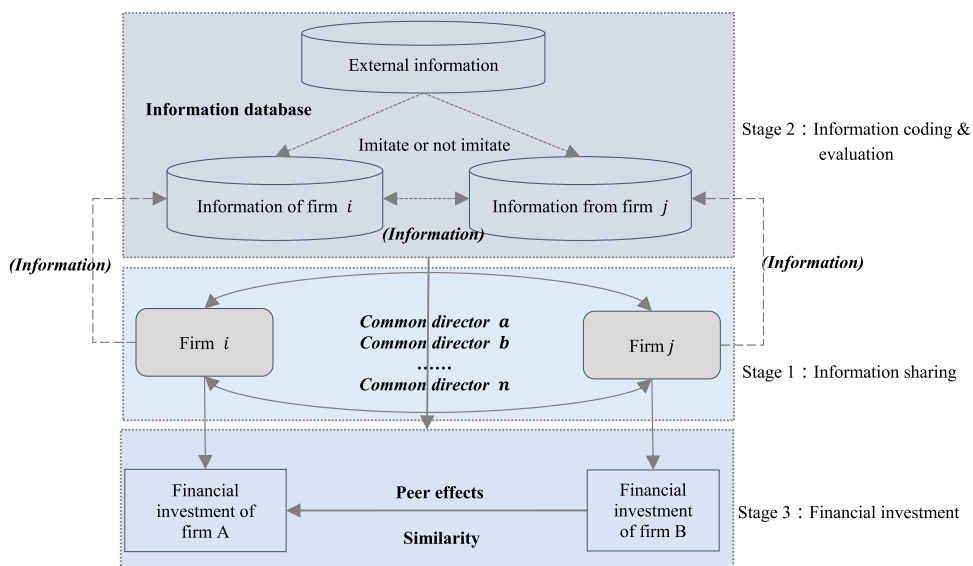 External information
Information database
Imitate or not imitate
Stage 2：Information coding &
evaluation
Information of firm i
Information from firm j
(Information)
(Information)
(Information)
Common director a
Common director b
……
Common director n
Firm i
Firm j
Stage 1：Information sharing
Financial
investment of
firm A
Peer effects
Similarity
Financial
investment
of firm B
Stage 3：Financial investment